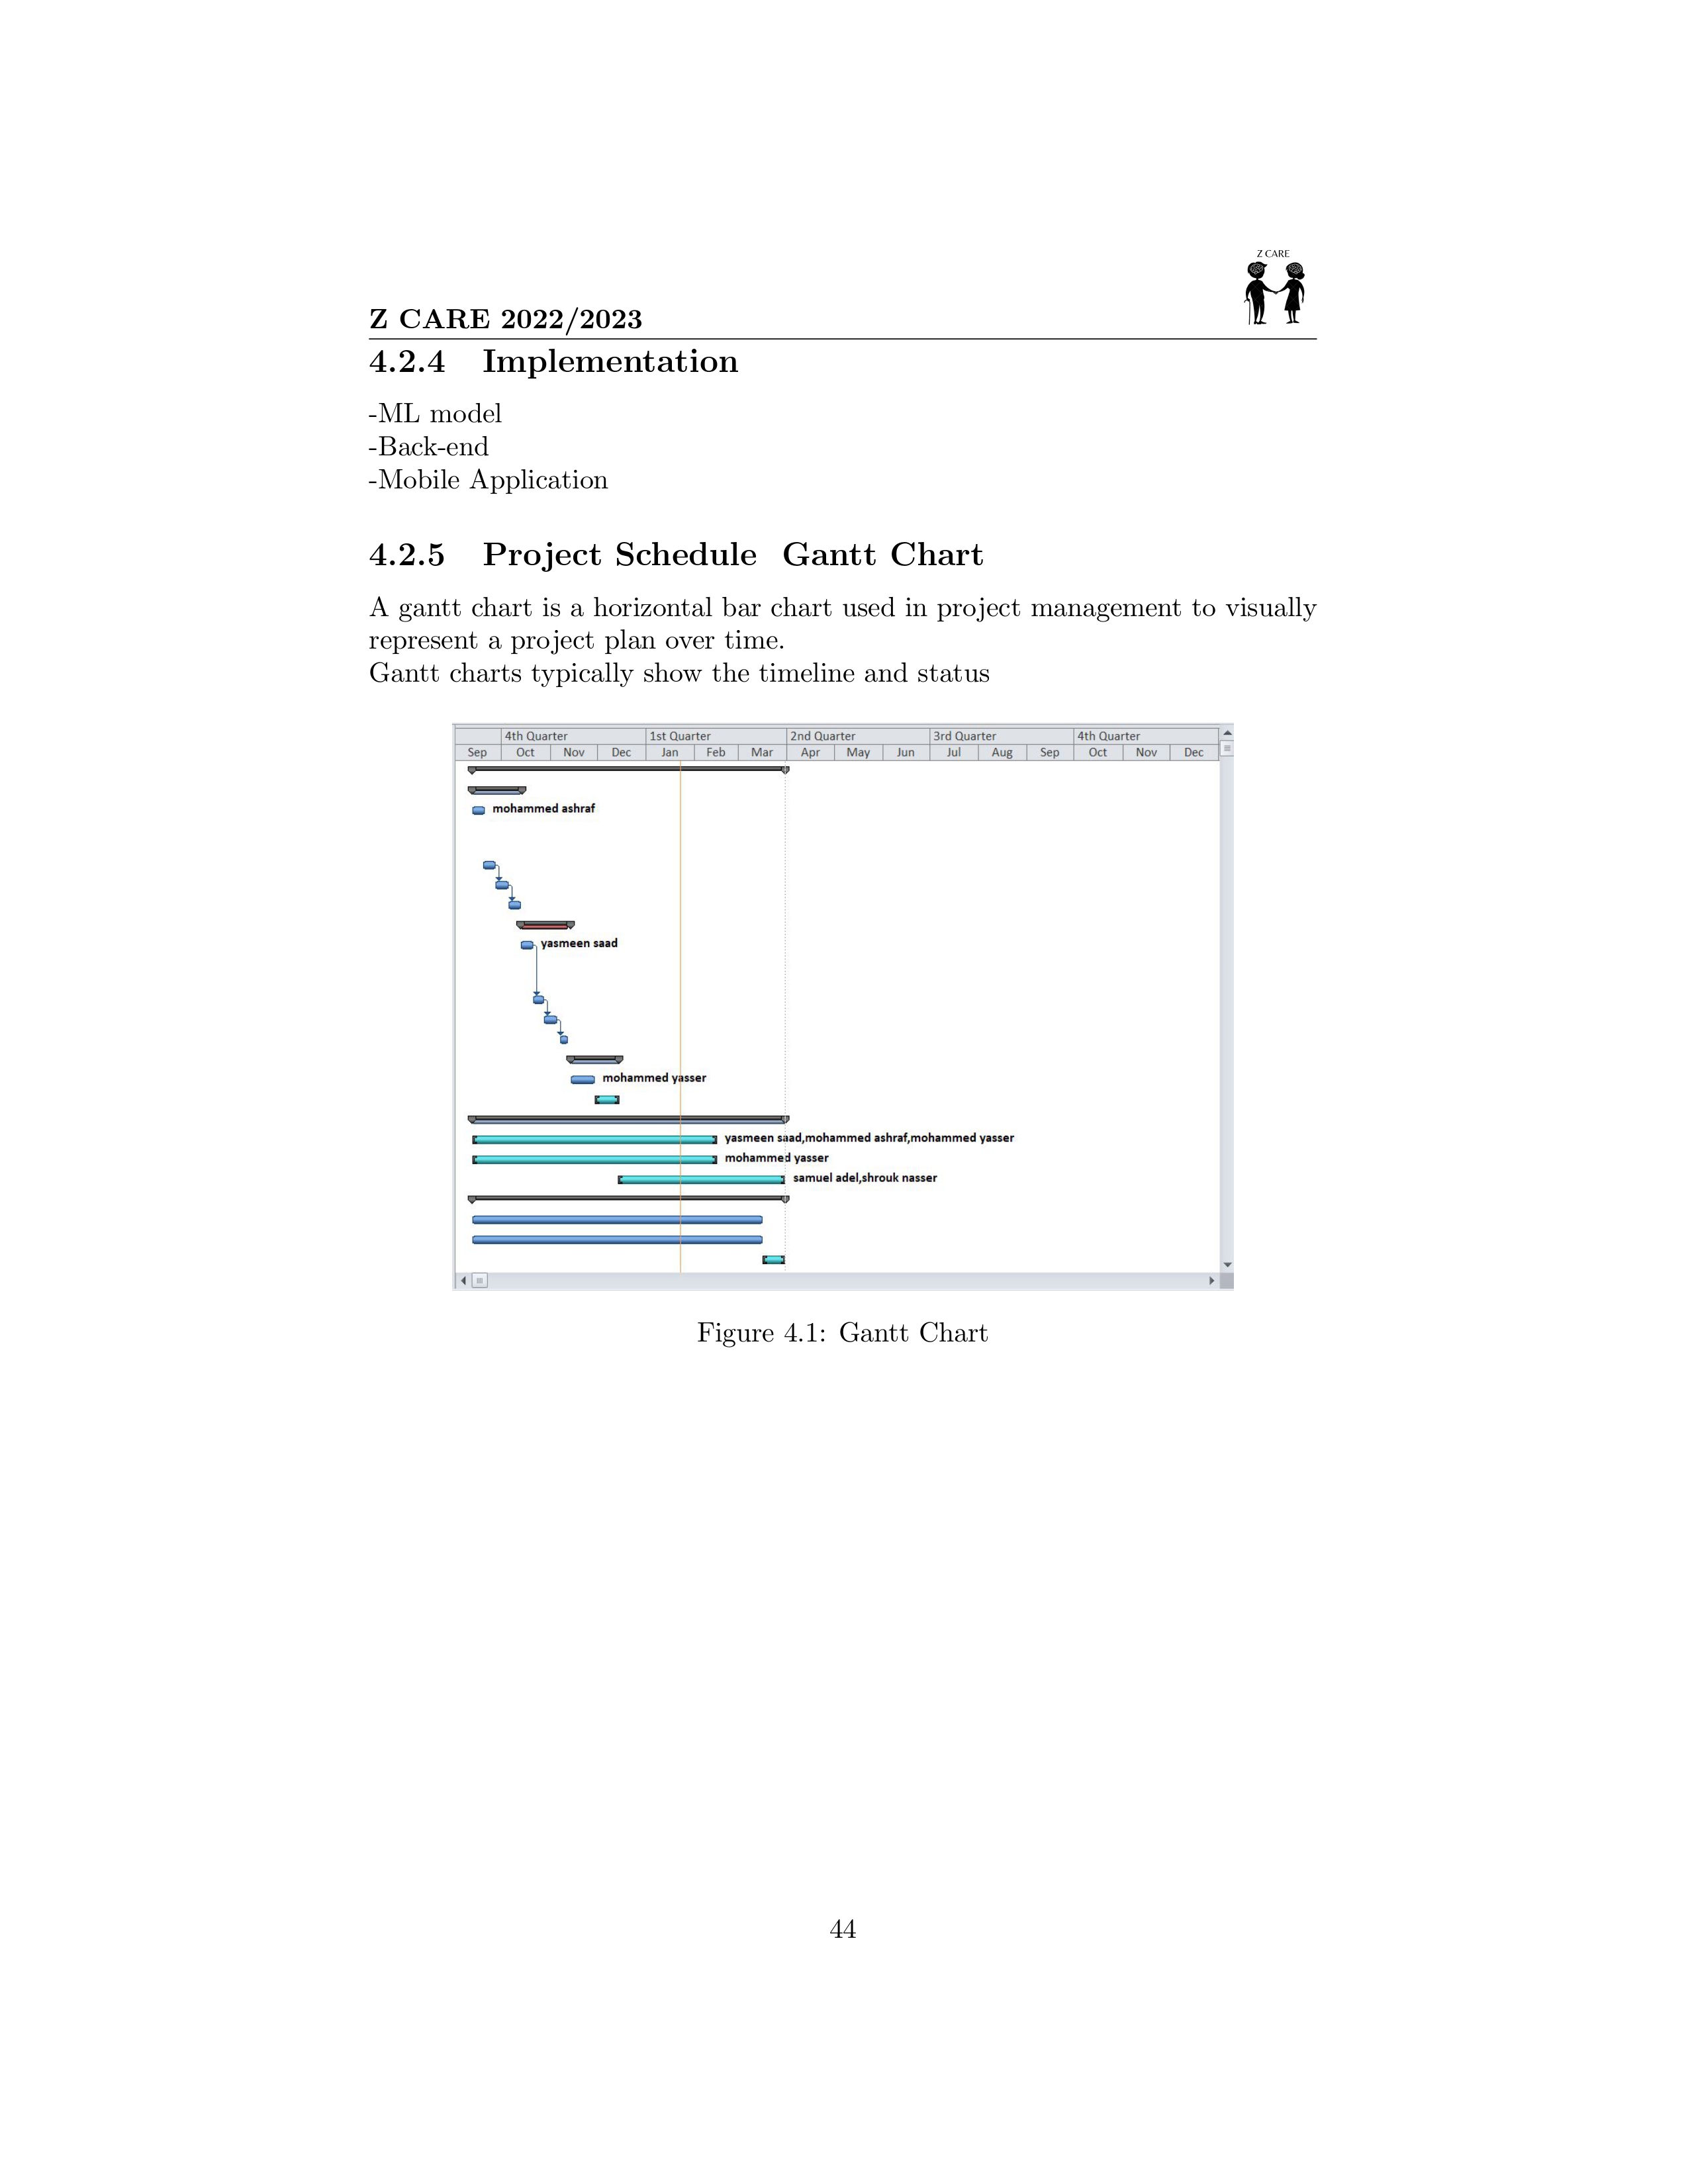 Z CARE
Z CARE 2022/2023
4.2.4 Implementation
-ML model
-Back-end
-Mobile Application
4.2.5 Project Schedule Gantt Chart
A gantt chart is a horizontal bar chart used in project management to visually
represent a project plan over time.
Gantt charts typically show the timeline and status
4th Quarter 1st Quarter 2nd Quarter 3rd Quarter 4th Quarter
Sep Oct Nov Dec Jan Feb Mar Apr May Jun Jul Aug Sep Oct Nov Dec
mohammed ashraf
yasmeen saad
mohammed yasser
yasmeen saad,mohammed ashraf,mohammed yasser
mohammed yasser
samuel adel,shrouk nasser
Figure 4.1: Gantt Chart
44